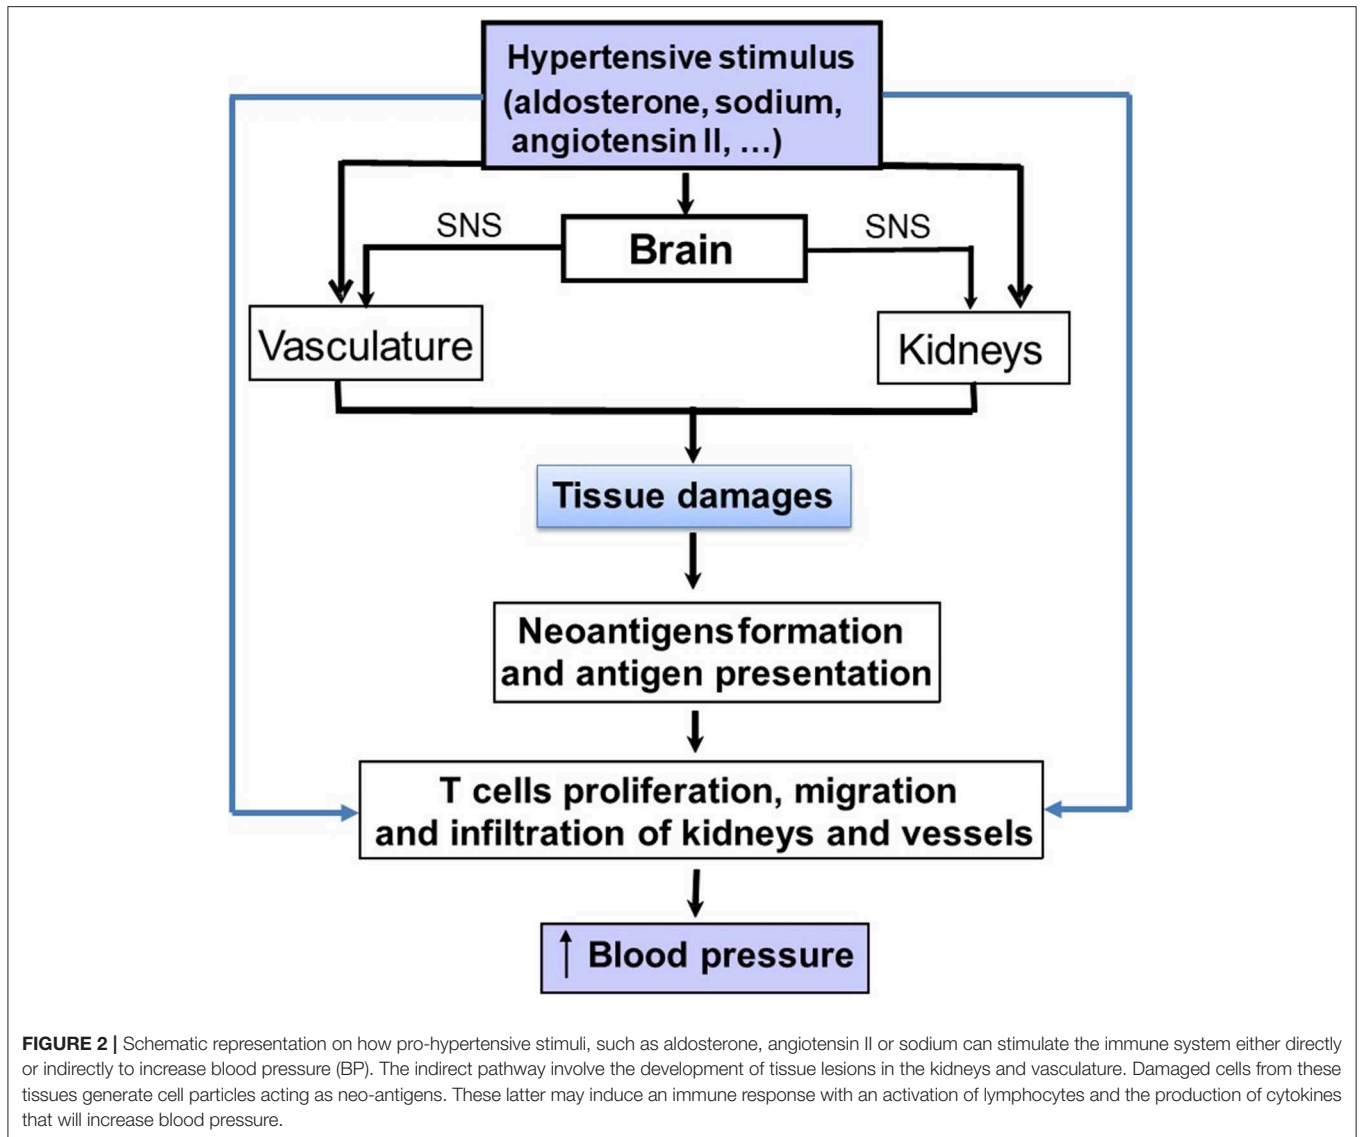 Hypertensive stimulus
(aldosterone, sodium,
angiotensin II, ...)
SNS
SNS
Brain
Vasculature
Kidneys
Tissue damages
Neoantigens formation
and antigen presentation
T cells proliferation, migration
and infiltration of kidneys and vessels
↑ Blood pressure
FIGURE 2 | Schematic representation on how pro-hypertensive stimuli, such as aldosterone, angiotensin II or sodium can stimulate the immune system either directly
or indirectly to increase blood pressure (BP). The indirect pathway involve the development of tissue lesions in the kidneys and vasculature. Damaged cells from these
tissues generate cell particles acting as neo-antigens. These latter may induce an immune response with an activation of lymphocytes and the production of cytokines
that will increase blood pressure.